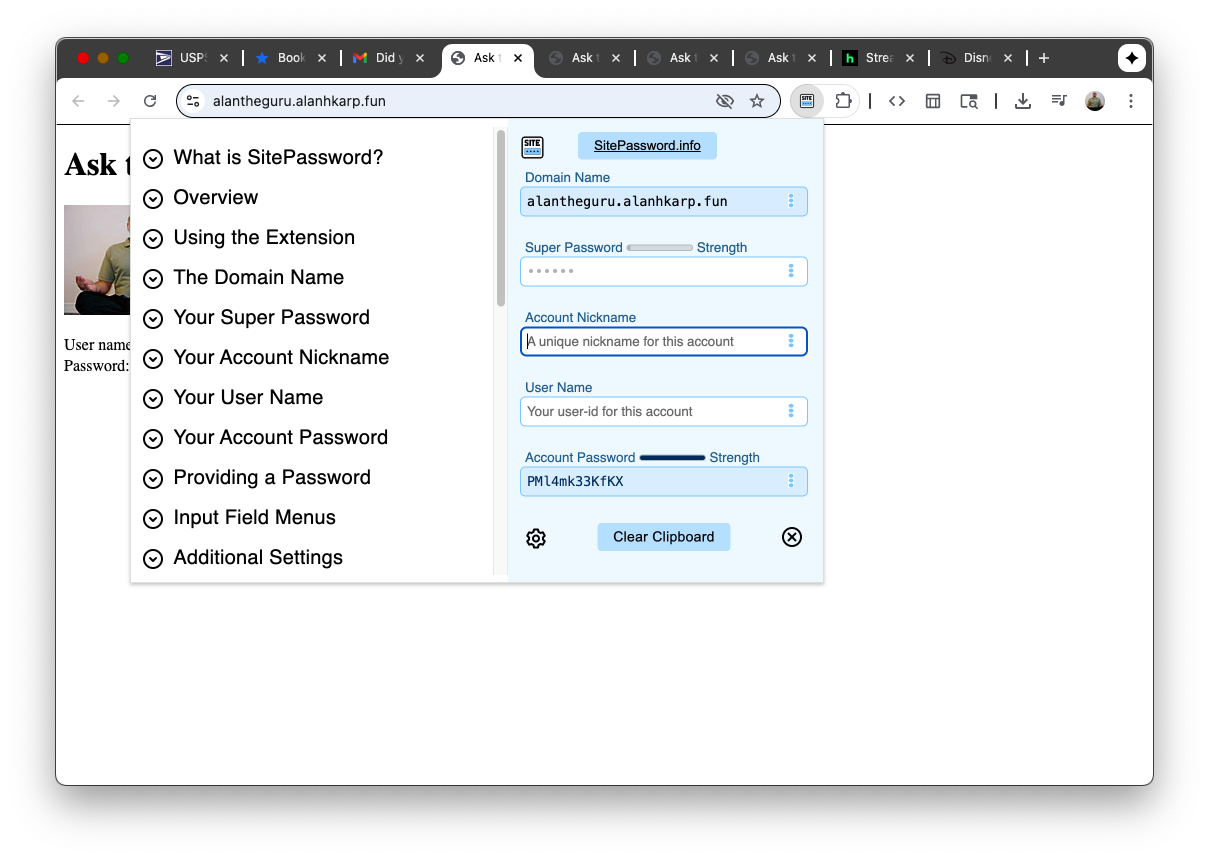 USPS
Book
Did y
Ask t
Ask t
Ask t
Ask t
Strea
Disn
alantheguru.alanhkarp.fun
Ask t
User name
Password:
What is SitePassword?
Overview
Using the Extension
The Domain Name
Your Super Password
Your Account Nickname
Your User Name
Your Account Password
Providing a Password
Input Field Menus
Additional Settings
SITE
SitePassword.info
Domain Name
alantheguru.alanhkarp.fun
Super Password Strength
Account Nickname
A unique nickname for this account
User Name
Your user-id for this account
Account Password Strength
PMl4mk33KfKX
Clear Clipboard